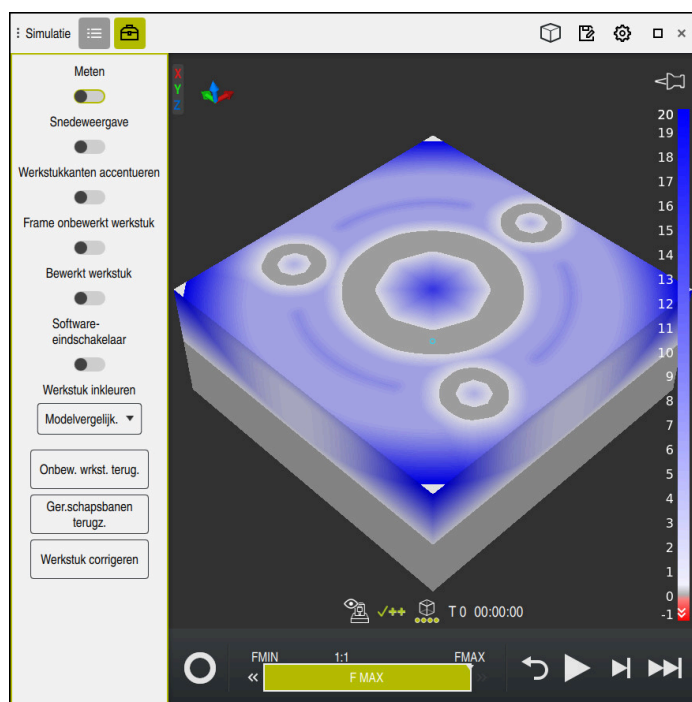 Simulatie
Meten
Snedeweergave
Werkstukkanten accentueren
Frame onbewerkt werkstuk
Bewerkt werkstuk
Software-
eindschakelaar
Werkstuk inkleuren
Modelvergelijk.
Onbew. wrkst. terug.
Ger.schapsbanen
terugz.
Werkstuk corrigeren
X
Y
Z
20
19
18
17
16
15
14
13
12
11
10
9
8
7
6
5
4
3
2
1
0
-1
T 0 00:00:00
FMIN 1:1 FMAX
F MAX